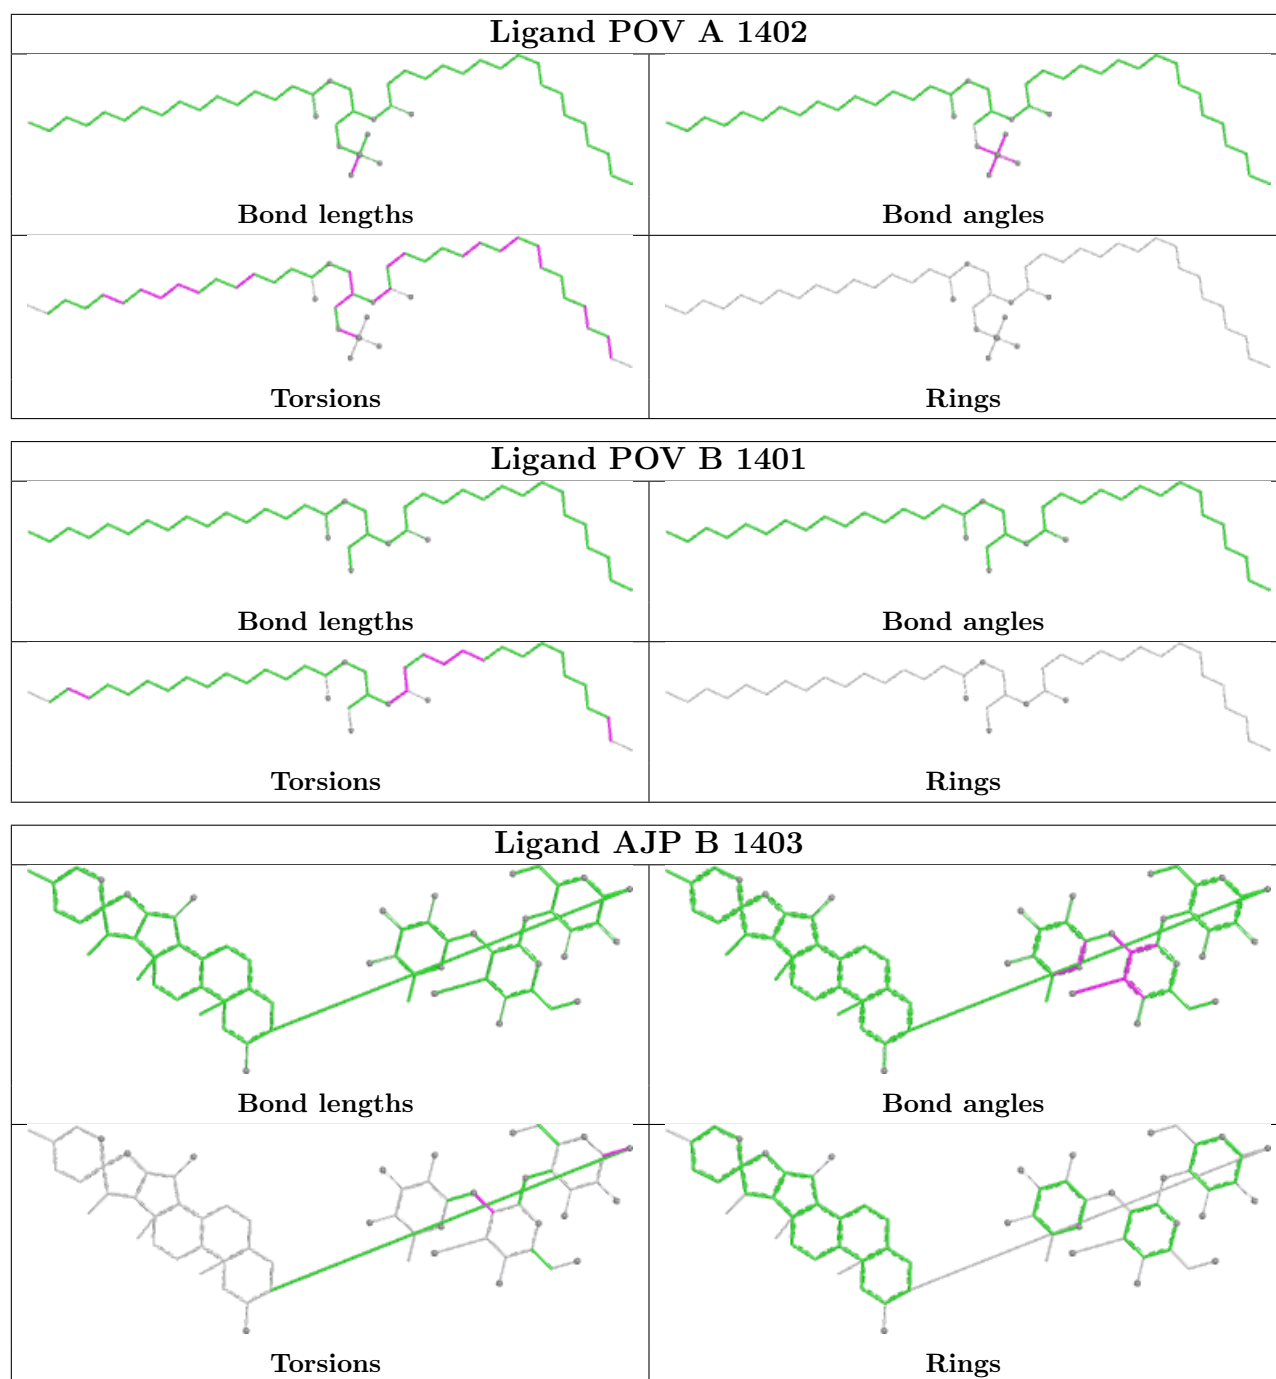 Ligand POV A 1402
Bond lengths
Bond angles
Torsions
Rings
Ligand POV B 1401
Bond lengths
Bond angles
Torsions
Rings
Ligand AJP B 1403
Bond lengths
Bond angles
Torsions
Rings